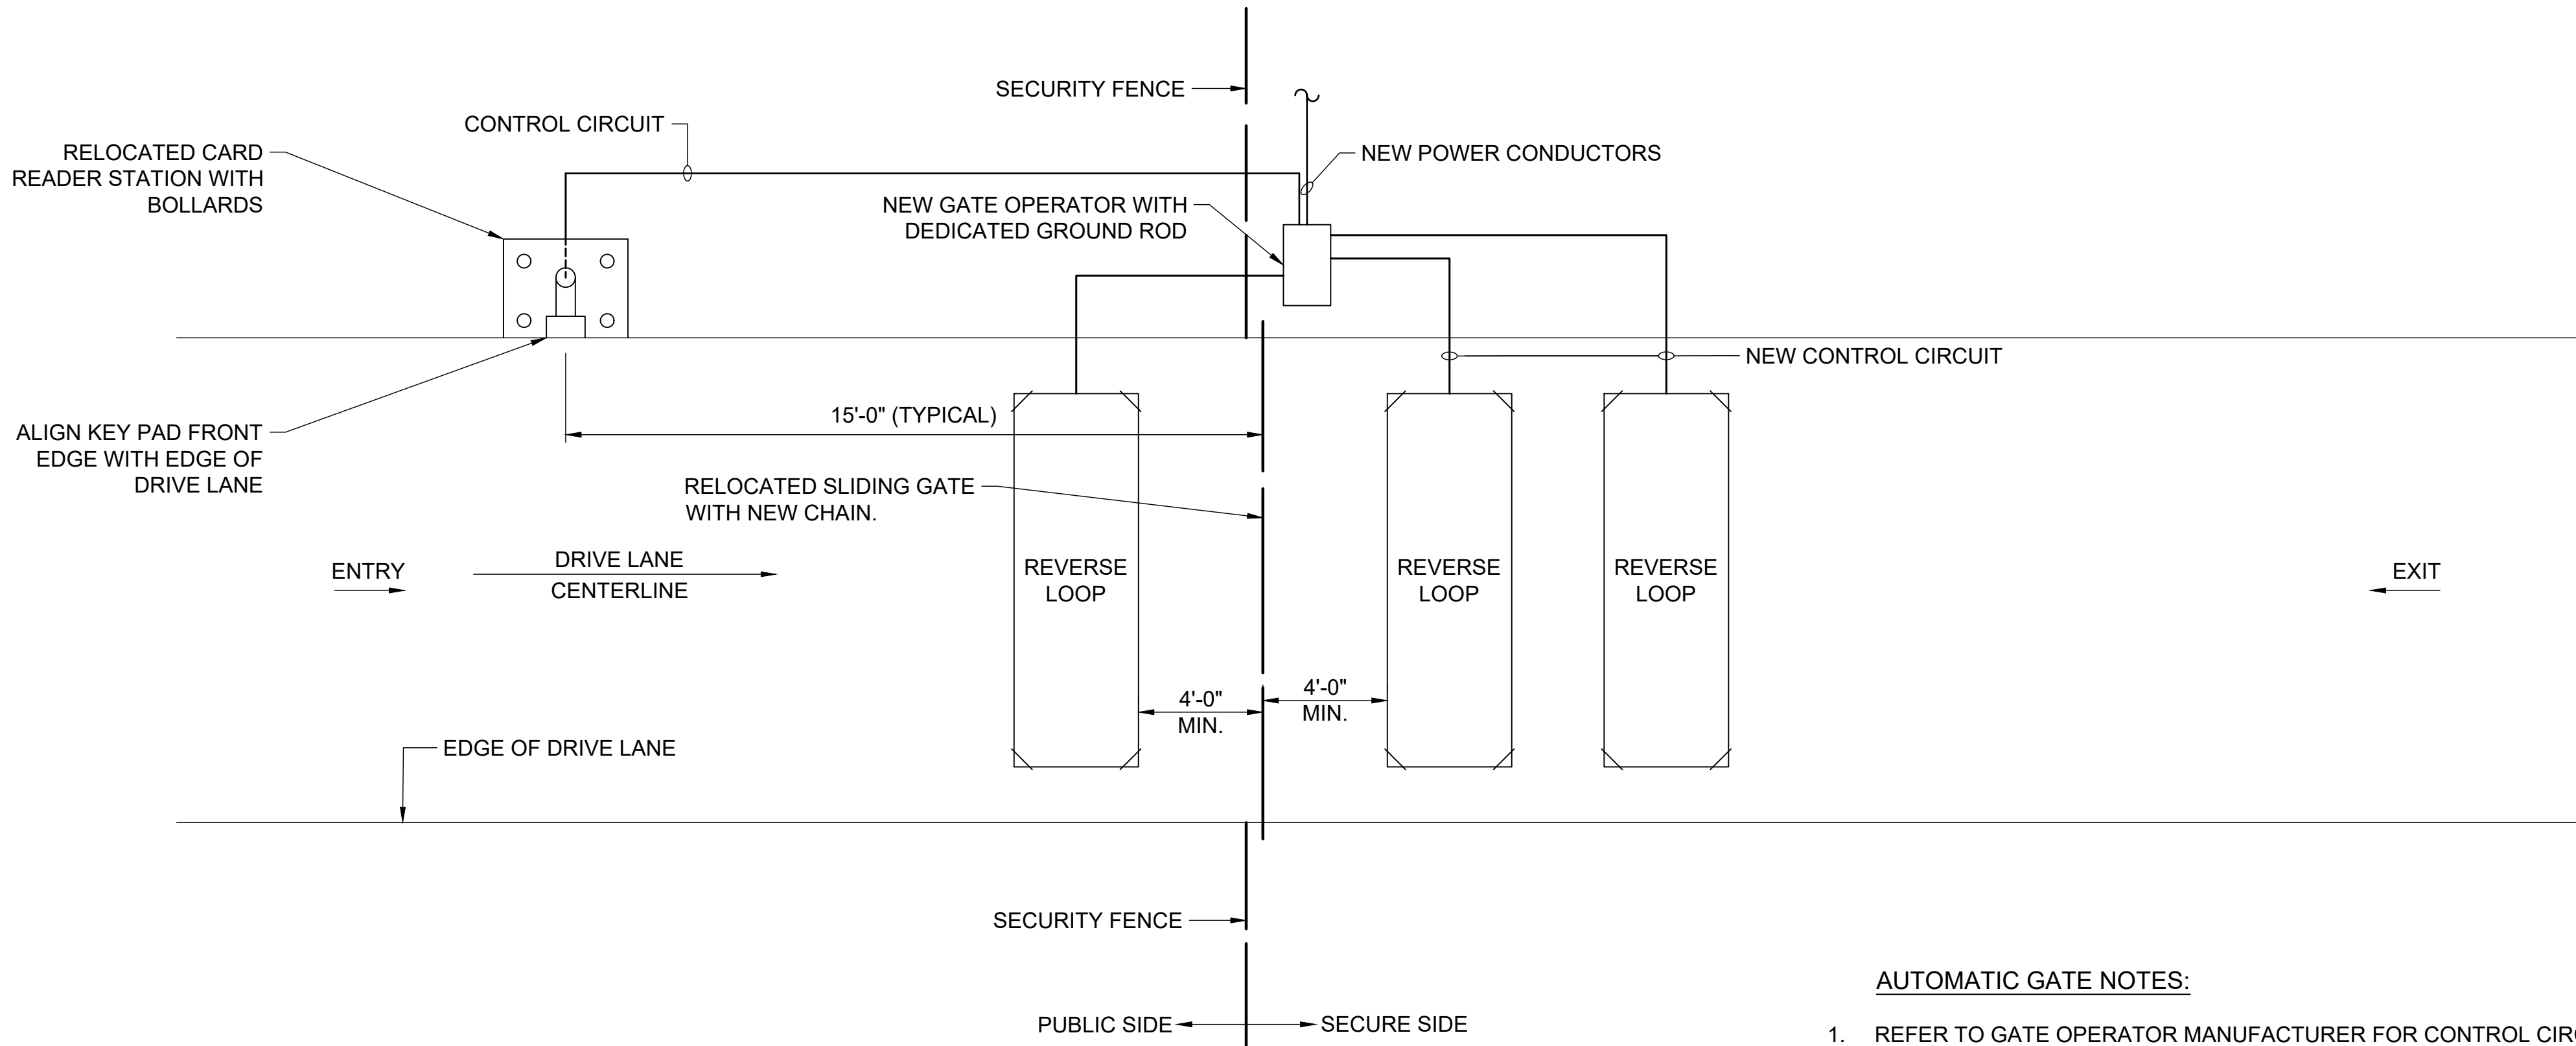 SECURITY FENCE
CONTROL CIRCUIT
RELOCATED CARD
READER STATION WITH
BOLLARDS
NEW POWER CONDUCTORS
NEW GATE OPERATOR WITH
DEDICATED GROUND ROD
NEW CONTROL CIRCUIT
15'-0" (TYPICAL)
ALIGN KEY PAD FRONT
EDGE WITH EDGE OF
DRIVE LANE
RELOCATED SLIDING GATE
WITH NEW CHAIN.
ENTRY
DRIVE LANE
CENTERLINE
REVERSE
LOOP
REVERSE
LOOP
REVERSE
LOOP
EXIT
4'-0"
MIN.
4'-0"
MIN.
EDGE OF DRIVE LANE
SECURITY FENCE
AUTOMATIC GATE NOTES:
PUBLIC SIDE
SECURE SIDE
1. REFER TO GATE OPERATOR MANUFACTURER FOR CONTROL